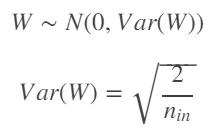 W ∼ N(0, Var(W))
Var(W) = √(2 / n_in)